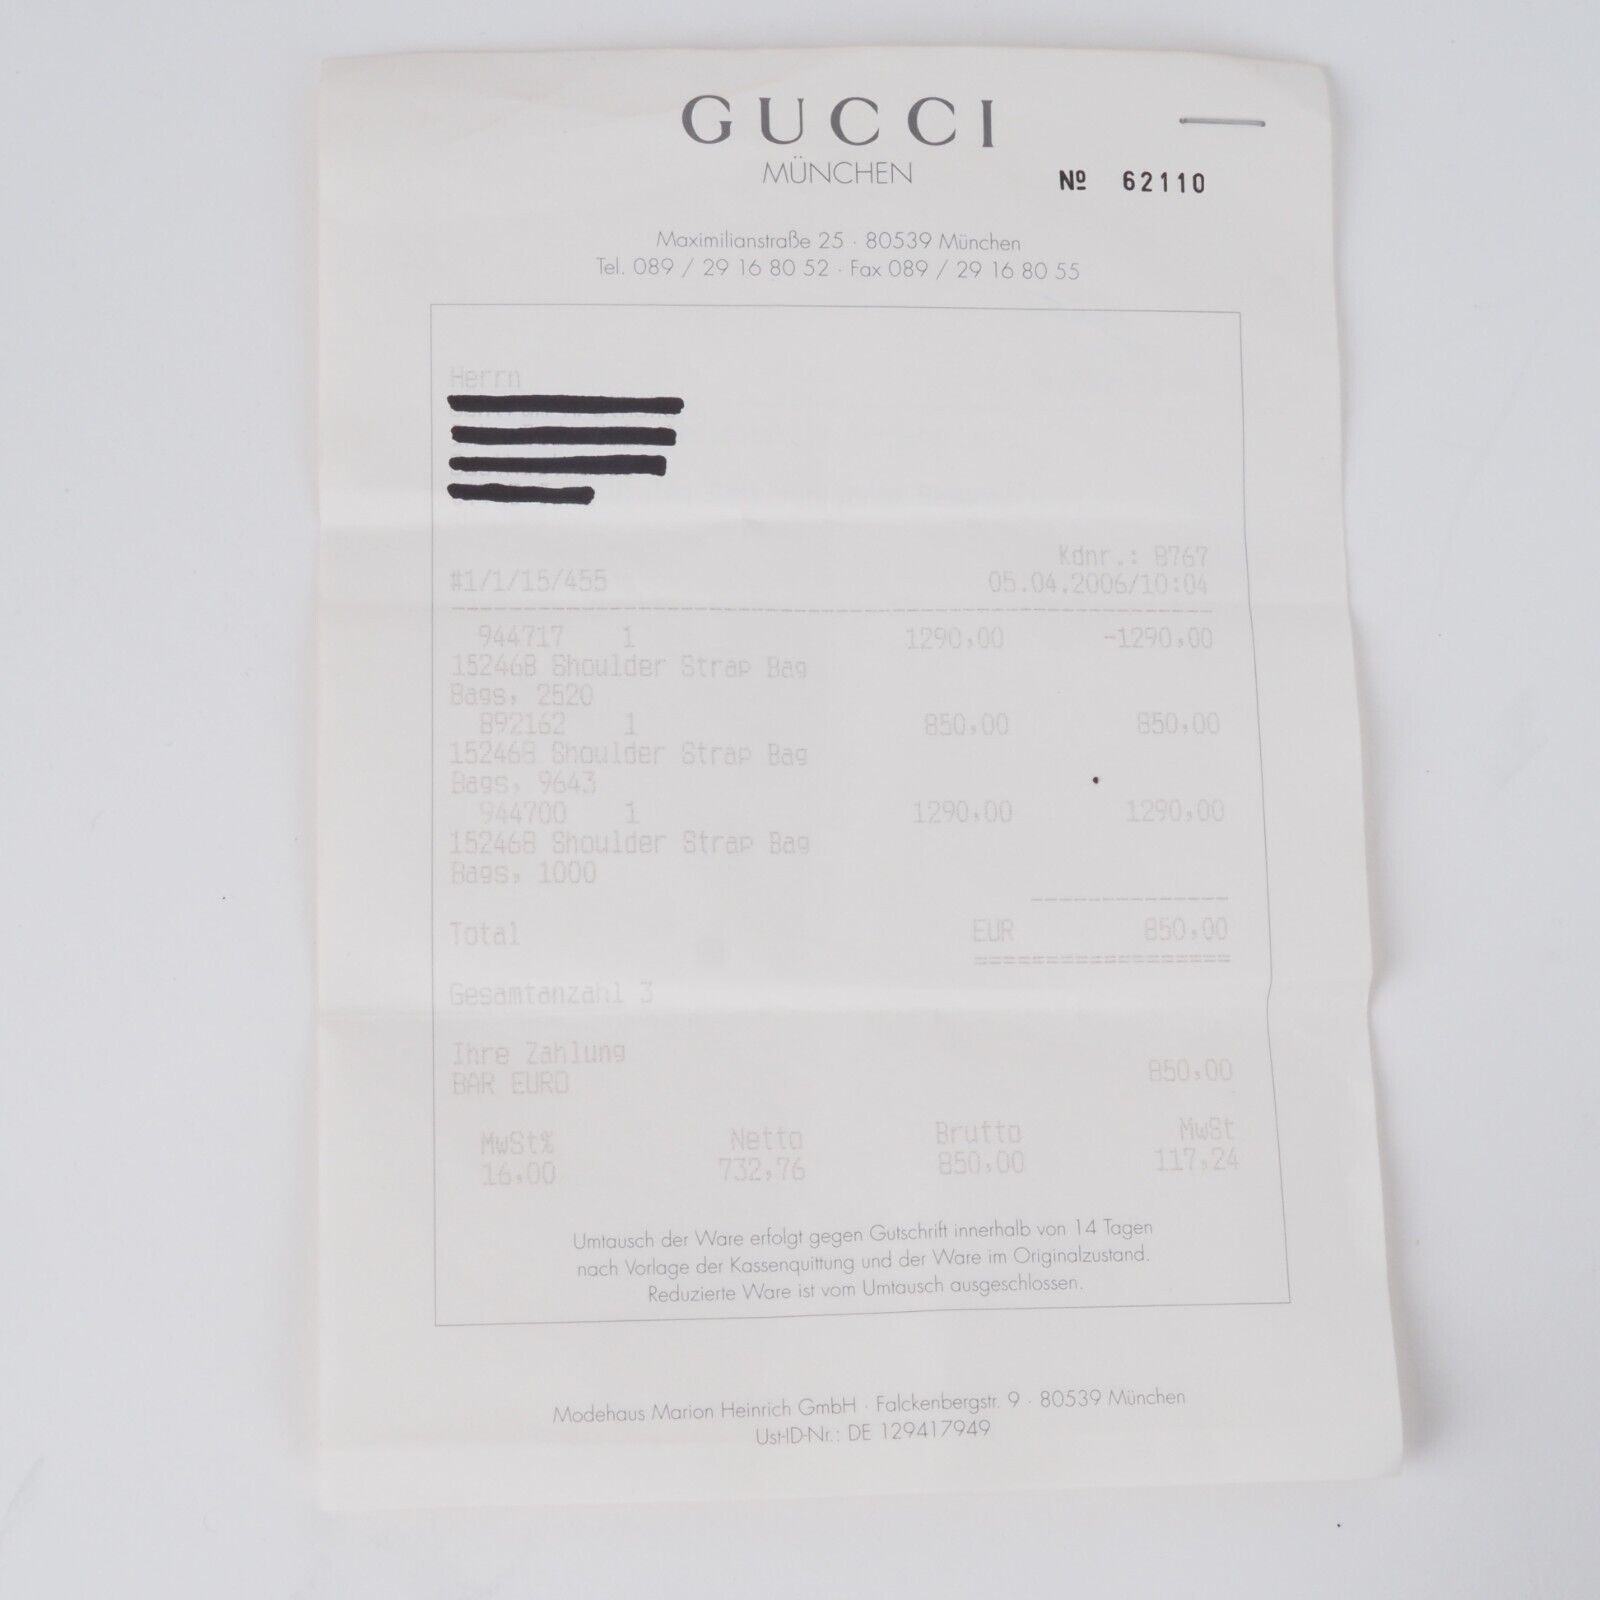 GUCCI
MÜNCHEN
Nº 62110
Maximilianstraße 25 · 80539 München
Tel. 089 / 29 16 80 52 · Fax 089 / 29 16 80 55
Herrn
Kdnr.: 8767
#1/1/15/455 05.04.2006/10:04
944717 1 1290,00 -1290,00
152468 Shoulder Strap Bag
Bags, 2520
892162 1 850,00 850,00
152468 Shoulder Strap Bag
Bags, 9643
944700 1 1290,00 1290,00
152468 Shoulder Strap Bag
Bags, 1000
Total EUR 850,00
Gesamtanzahl 3
Ihre Zahlung
BAR EURO 850,00
MwSt% Netto Brutto MwSt
16,00 732,76 850,00 117,24
Umtausch der Ware erfolgt gegen Gutschrift innerhalb von 14 Tagen
nach Vorlage der Kassenquittung und der Ware im Originalzustand.
Reduzierte Ware ist vom Umtausch ausgeschlossen.
Modehaus Marion Heinrich GmbH · Falckenbergstr. 9 · 80539 München
Ust-ID-Nr.: DE 129417949